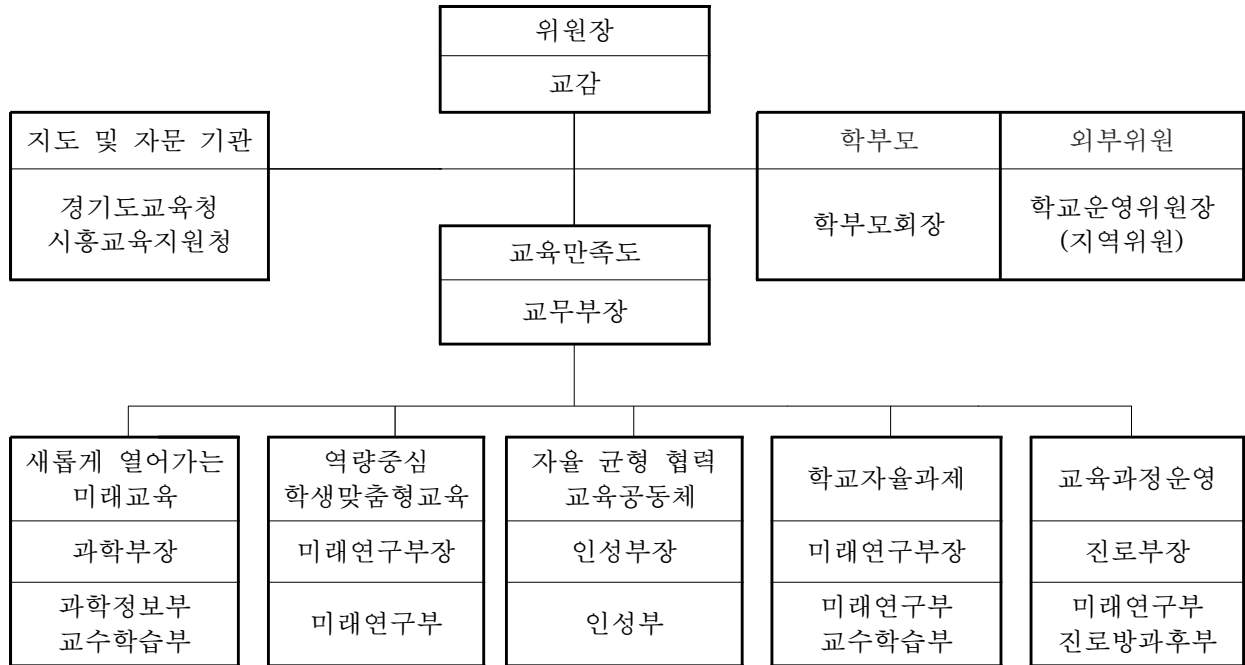 위원장
교감
지도 및 자문 기관
경기도교육청
시흥교육지원청
학부모
외부위원
학부모회장
학교운영위원장
(지역위원)
교육만족도
교무부장
새롭게 열어가는
미래교육
역량중심
학생맞춤형교육
자율 균형 협력
교육공동체
학교자율과제
교육과정운영
과학부장
미래연구부장
인성부장
미래연구부장
진로부장
과학정보부
교수학습부
미래연구부
인성부
미래연구부
교수학습부
미래연구부
진로방과후부